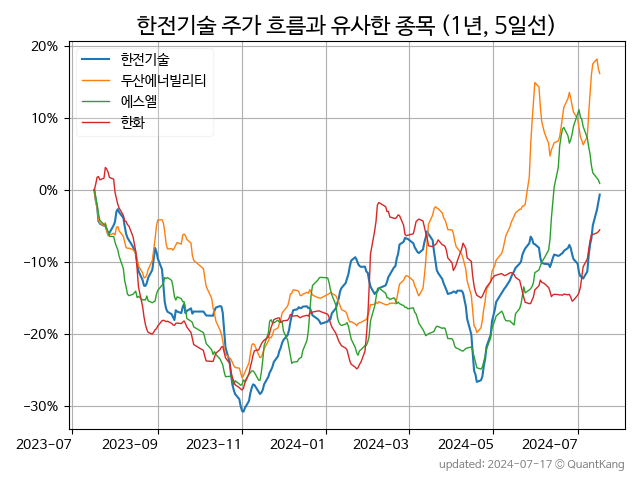 한전기술 주가 흐름과 유사한 종목 (1년, 5일선)
한전기술
두산에너빌리티
에스엘
한화
20%
10%
0%
−10%
−20%
−30%
2023-07 2023-09 2023-11 2024-01 2024-03 2024-05 2024-07
updated: 2024-07-17 © QuantKang